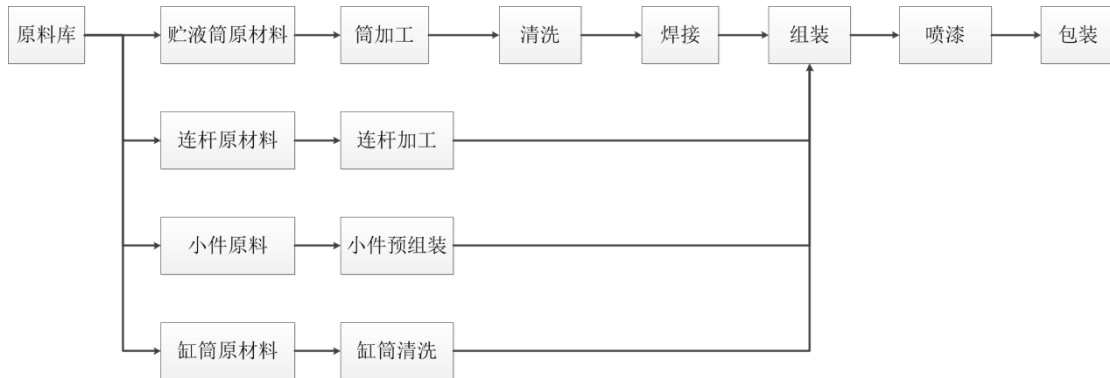 原料库
贮液筒原材料
筒加工
清洗
焊接
组装
喷漆
包装
连杆原材料
连杆加工
小件原料
小件预组装
缸筒原材料
缸筒清洗